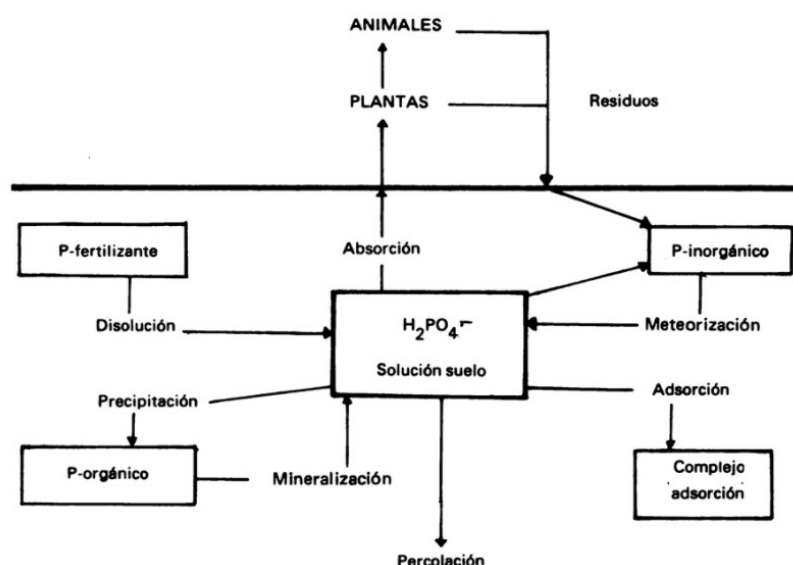 ANIMALES
PLANTAS
Residuos
P-fertilizante
Absorción
P-inorgánico
Disolución
H₂PO₄⁻
Solución suelo
Meteorización
Precipitación
Adsorción
P-orgánico
Mineralización
Complejo
adsorción
Percolación